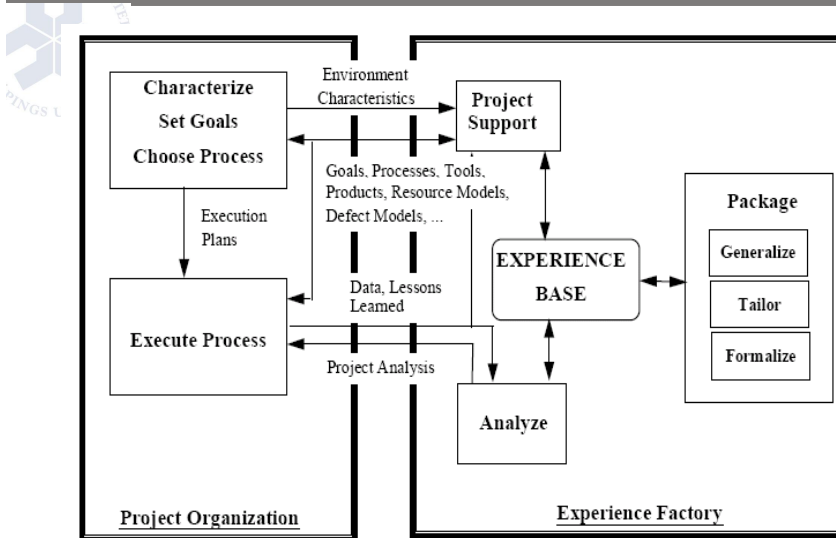 Characterize
Set Goals
Choose Process
Environment
Characteristics
Project
Support
Goals, Processes, Tools,
Products, Resource Models,
Defect Models, ...
Execution
Plans
Package
Generalize
Tailor
Formalize
EXPERIENCE
BASE
Data, Lessons
Learned
Execute Process
Project Analysis
Analyze
Project Organization
Experience Factory